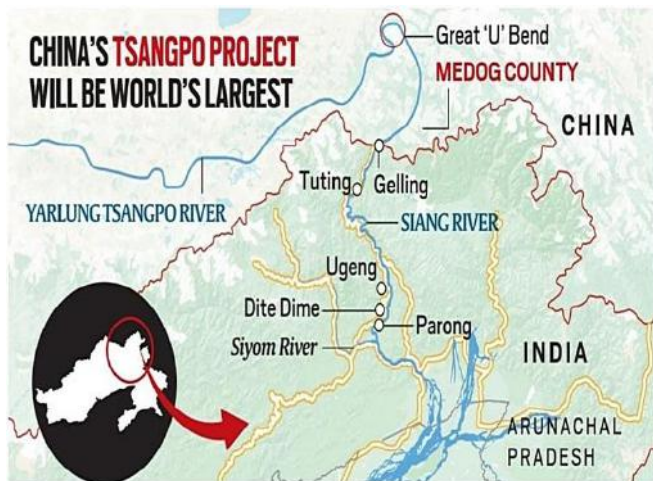 CHINA'S TSANGPO PROJECT
WILL BE WORLD'S LARGEST
Great 'U' Bend
MEDOG COUNTY
CHINA
Tuting
Gelling
YARLUNG TSANGPO RIVER
SIANG RIVER
Ugeng
Dite Dime
Parong
Siyom River
INDIA
ARUNACHAL
PRADESH